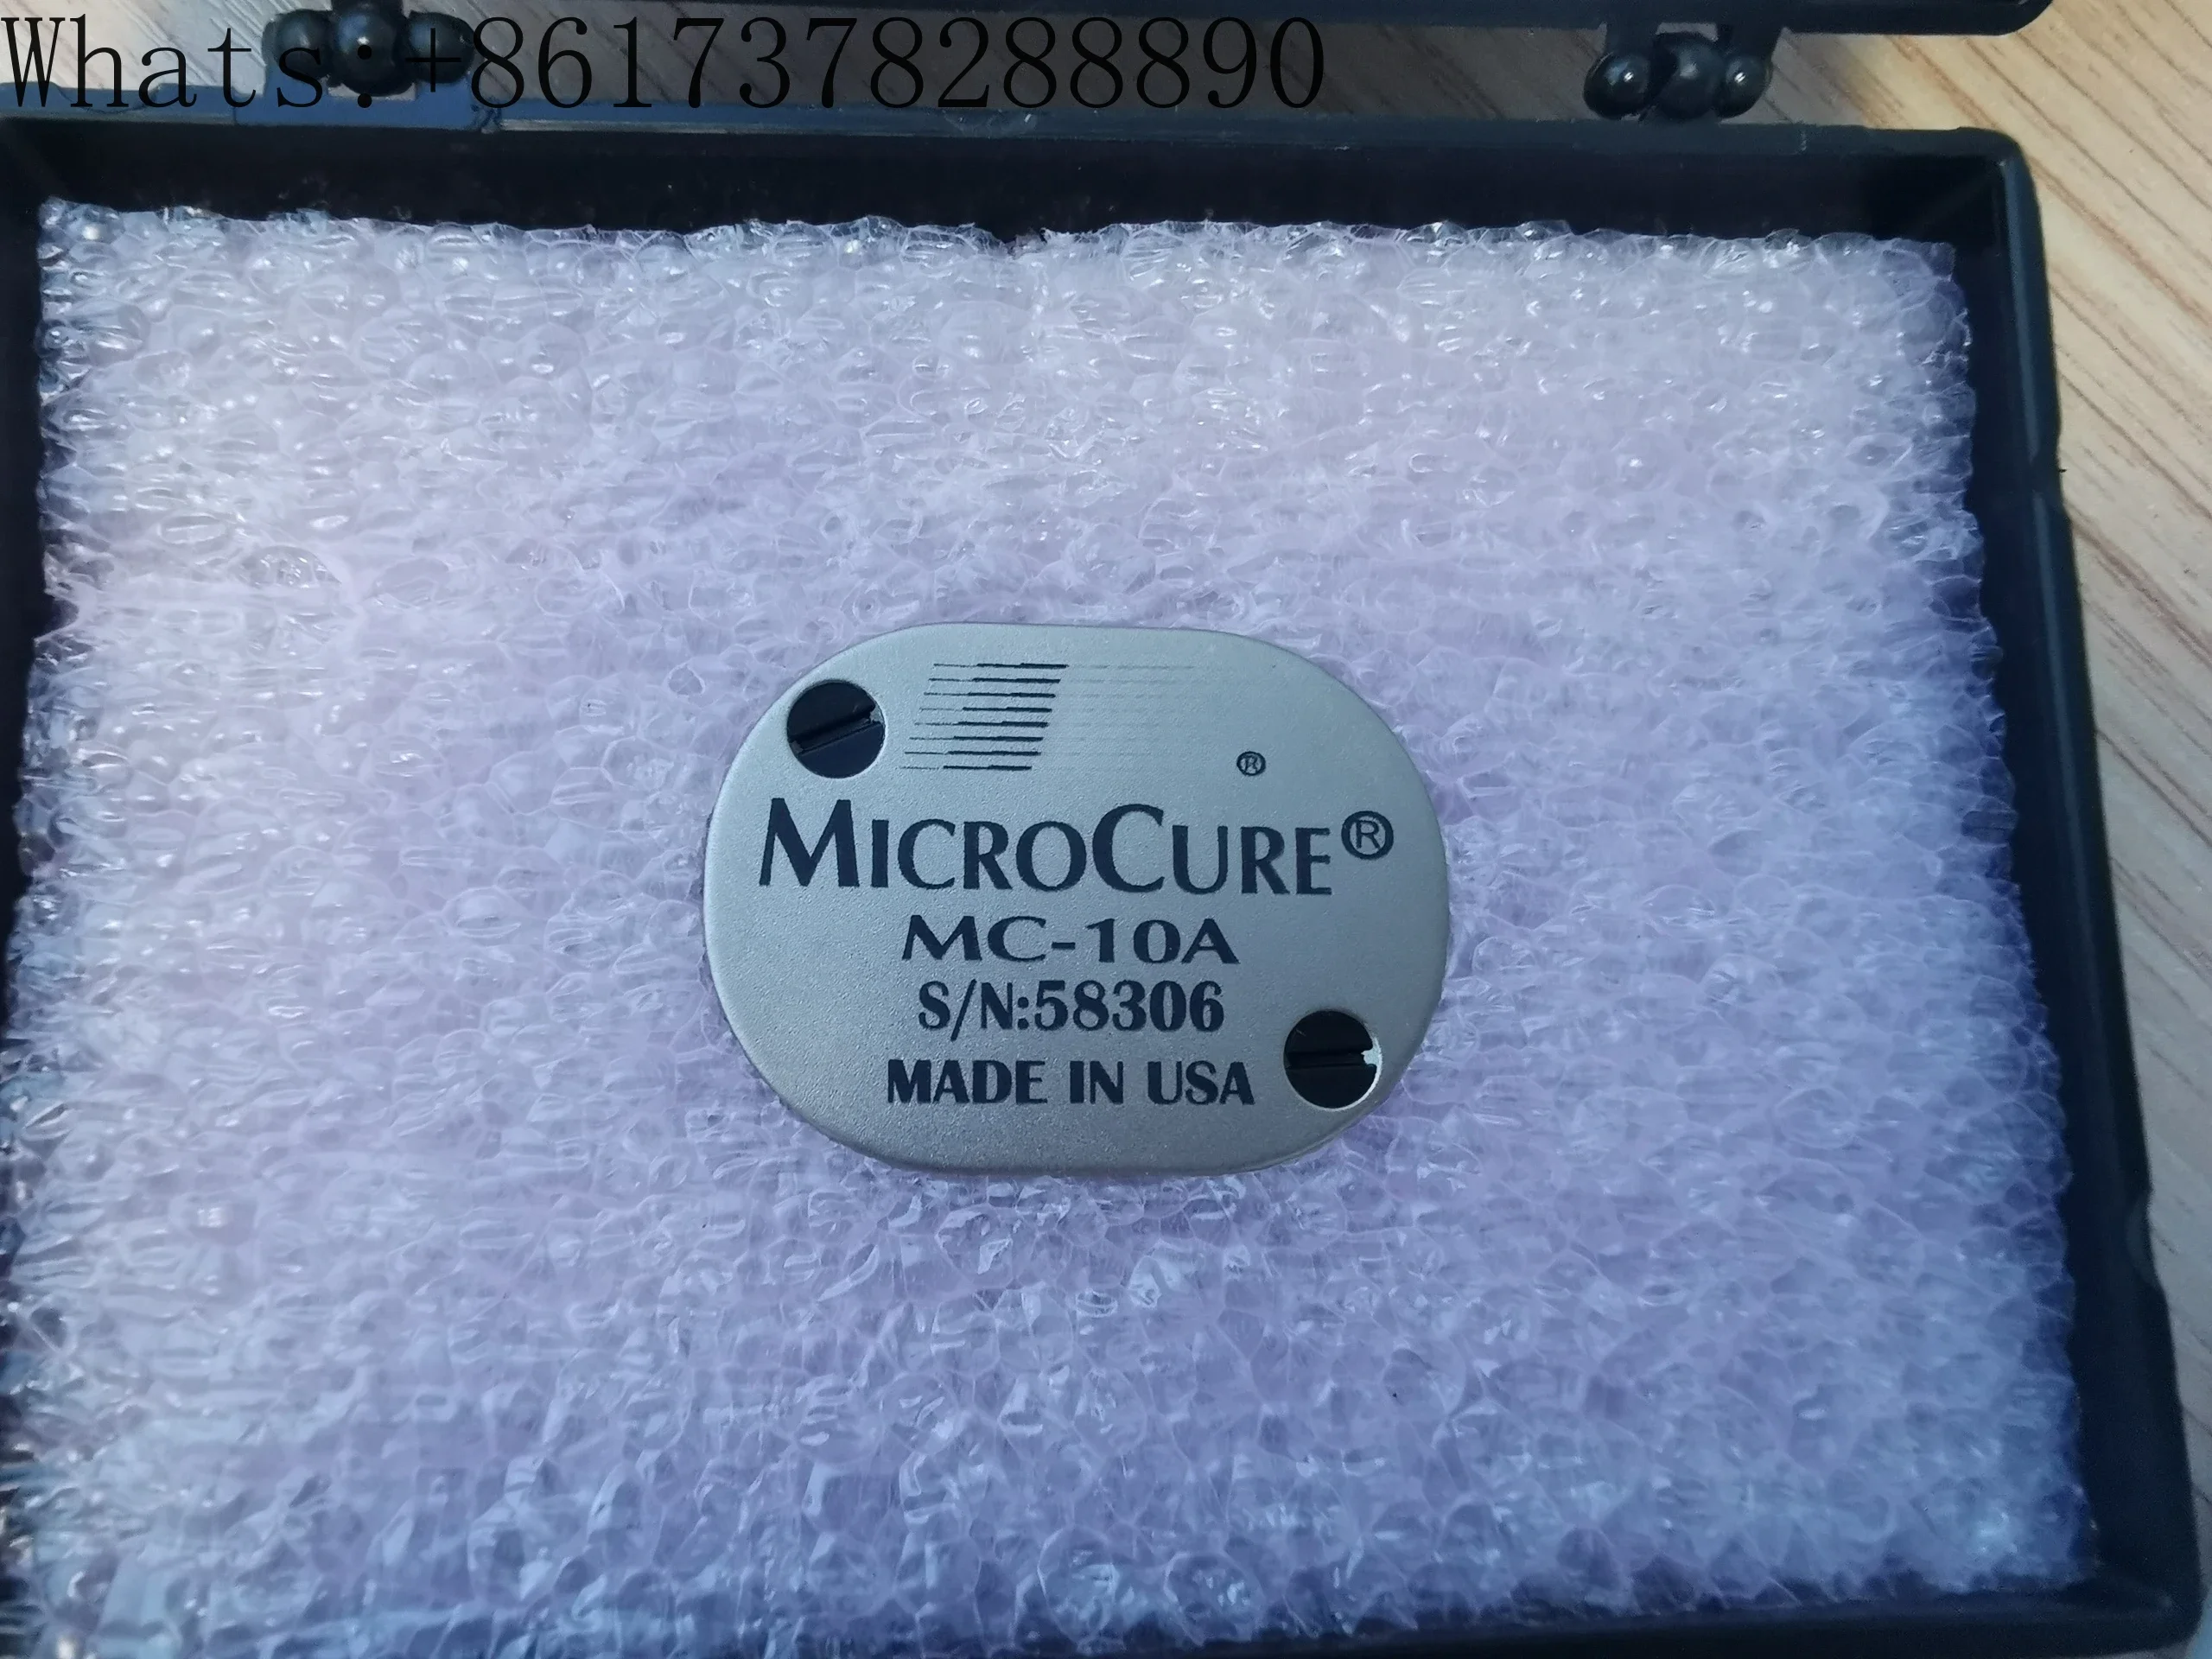 Whats:+8617378288890
®
MICROCURE®
MC-10A
S/N:58306
MADE IN USA